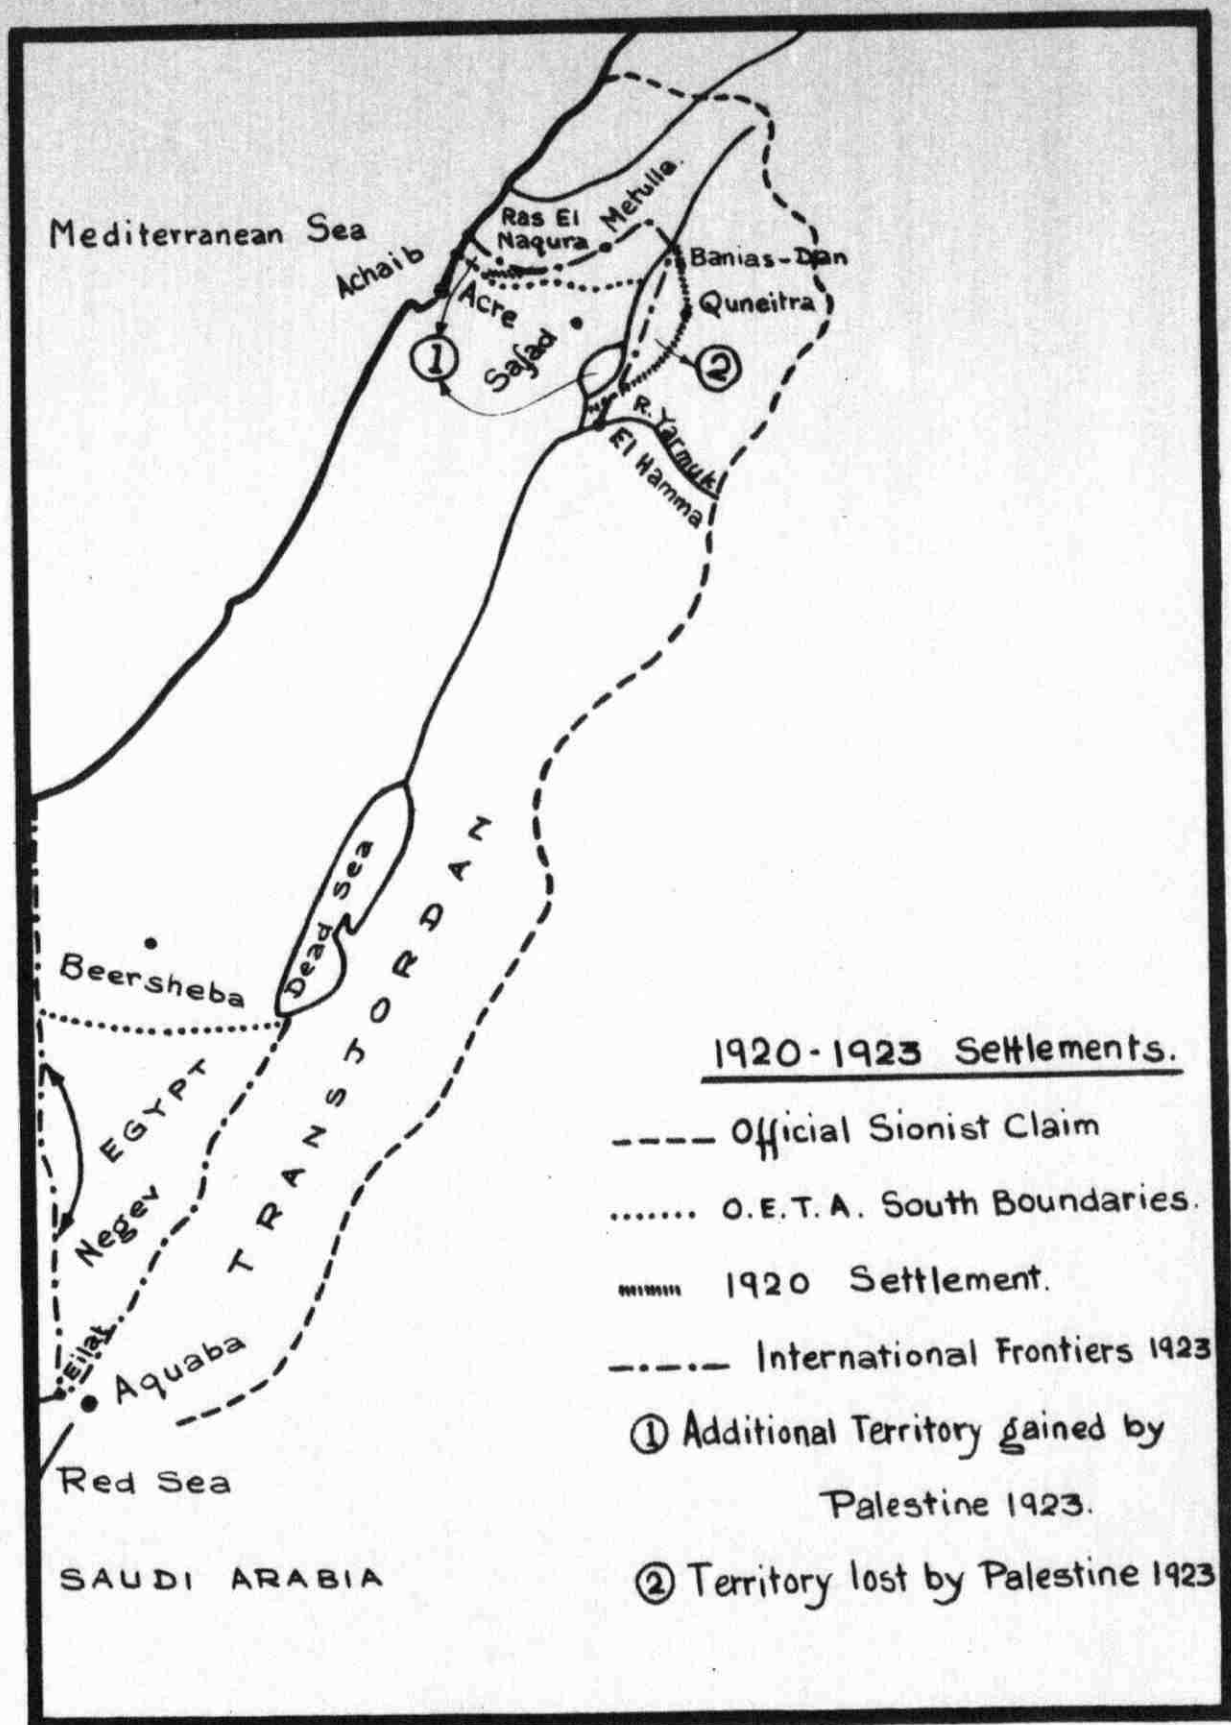 Mediterranean Sea
Achaib
Ras El
Naqura
Metulla.
Banias-Dan
Acre
Quneitra
1
Safad
2
R. Yarmuk
El Hamma
Dead Sea
TRANSJORDAN
Beersheba
EGYPT
Negev
Eilat
Aquaba
Red Sea
SAUDI ARABIA
1920-1923 Settlements.
---- Official Sionist Claim
....... O.E.T.A. South Boundaries.
1920 Settlement.
-.-.- International Frontiers 1923
① Additional Territory gained by
Palestine 1923.
② Territory lost by Palestine 1923